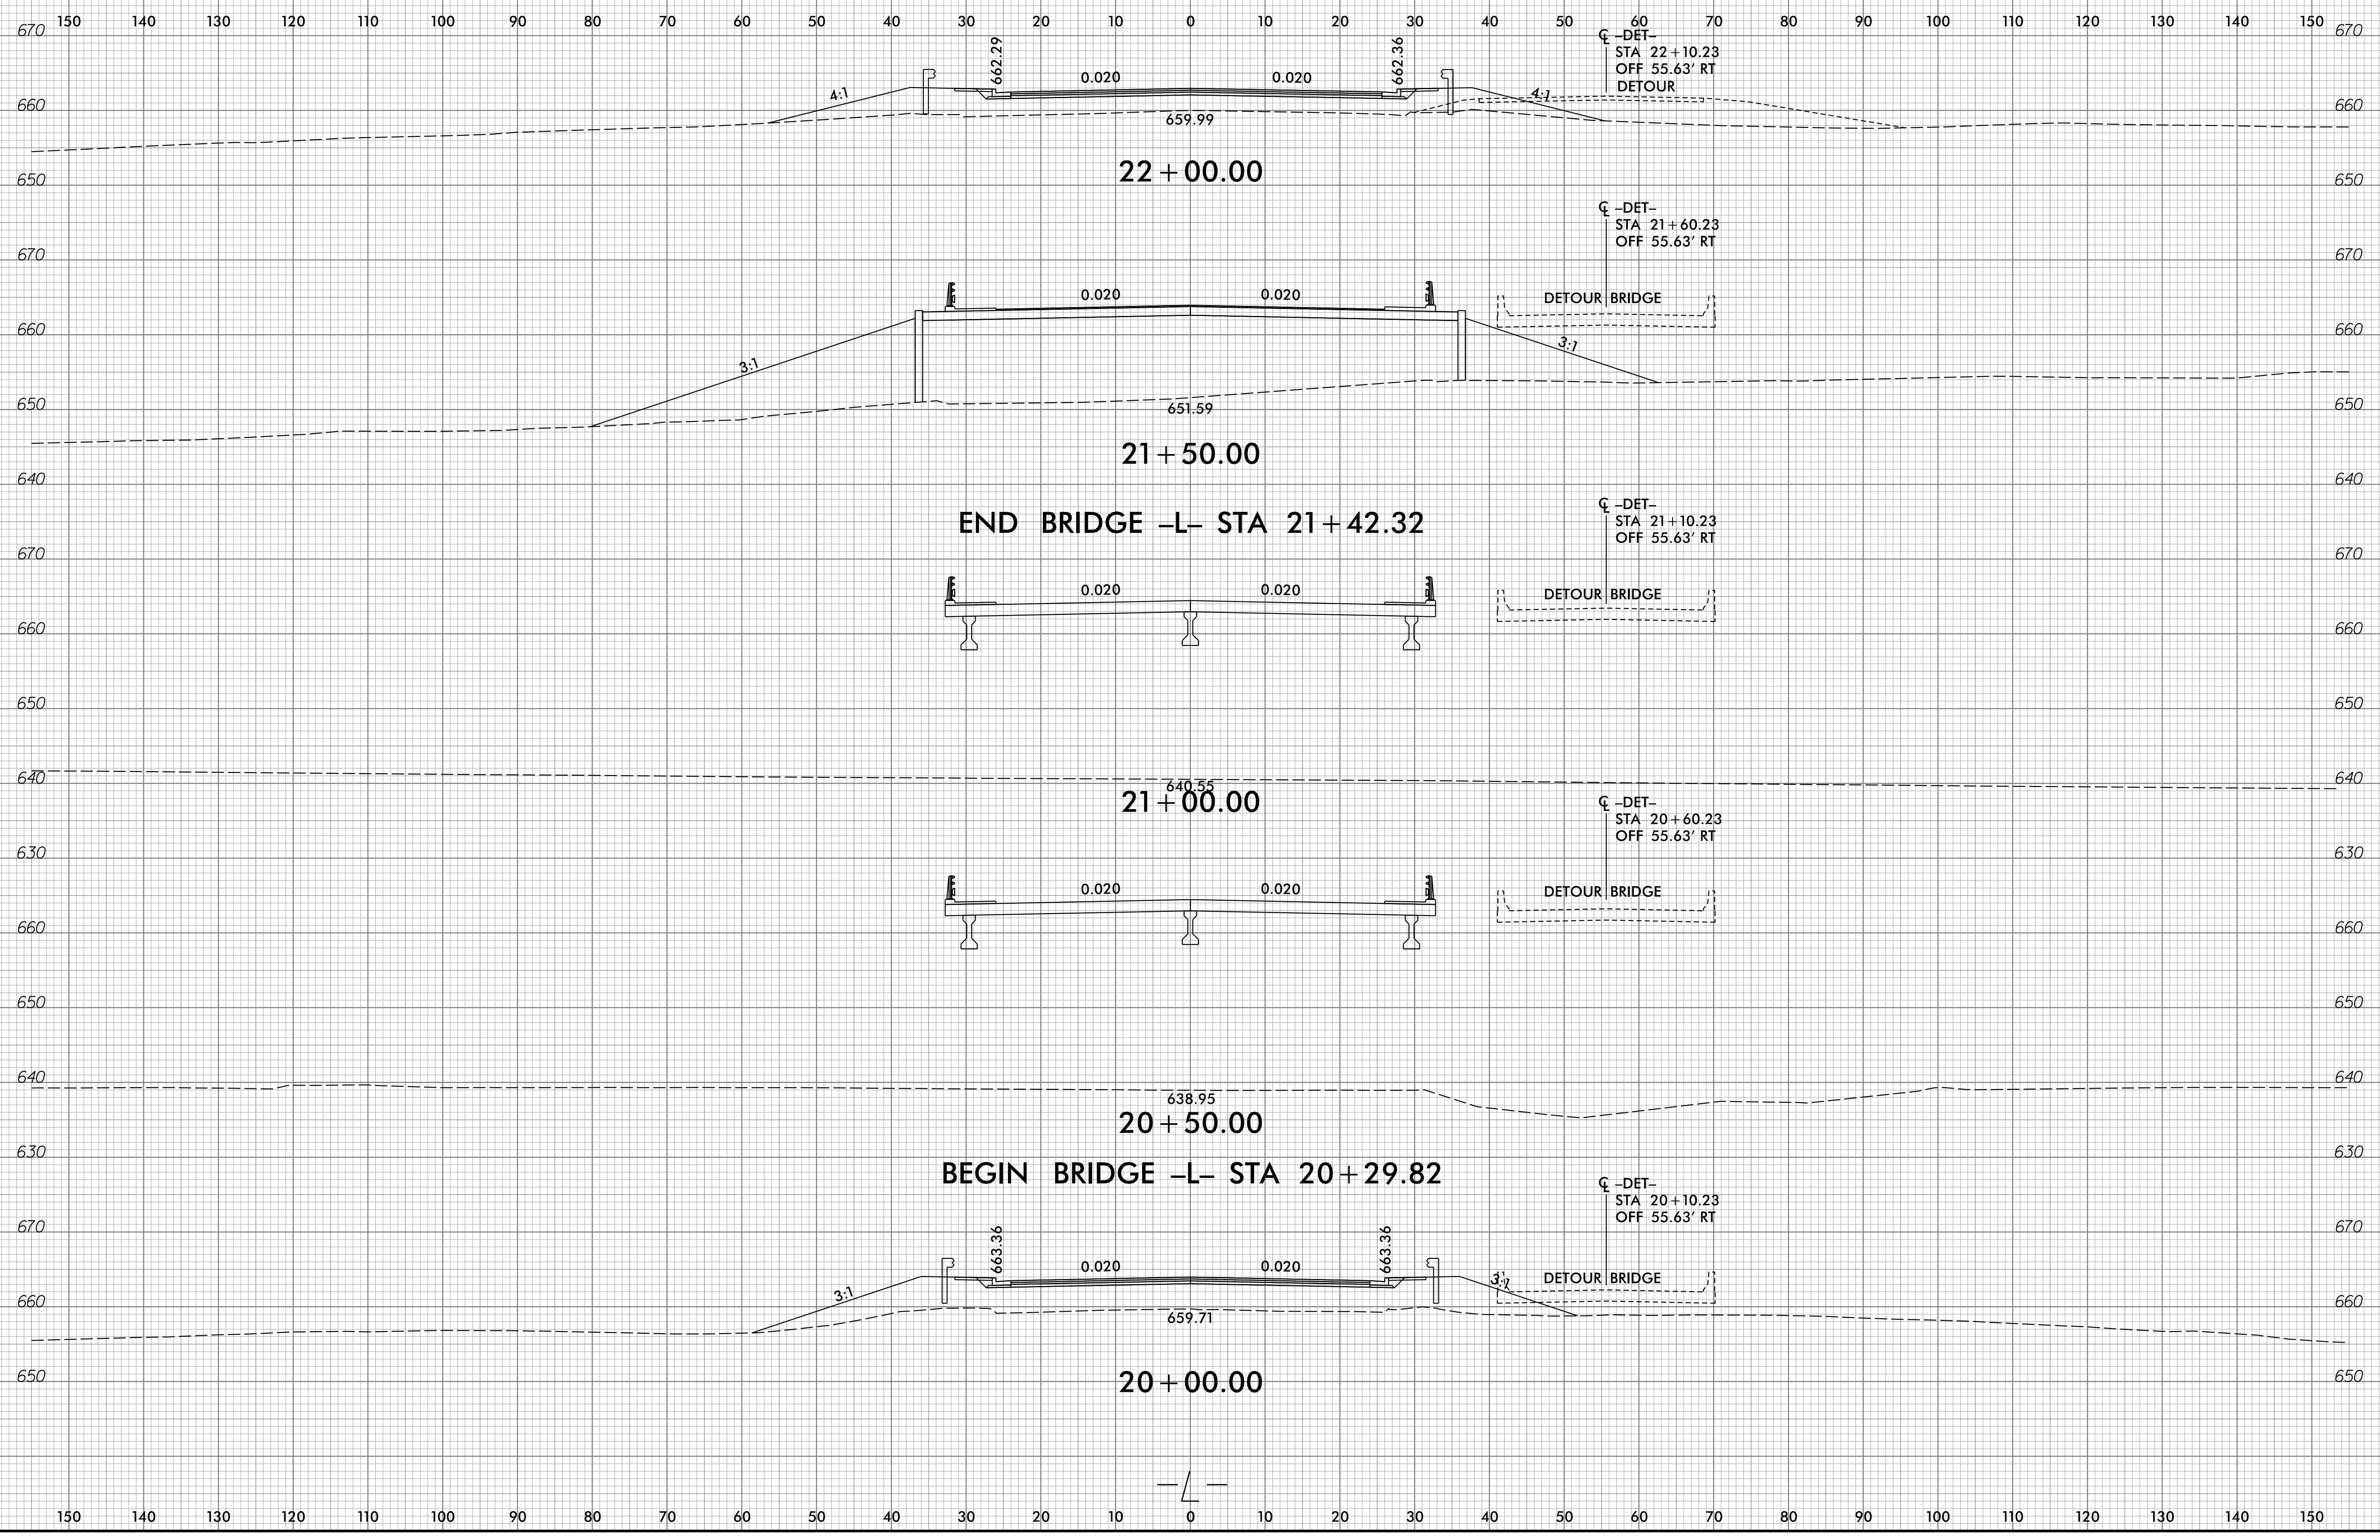 150 140 130 120 110 100 90 80 70 60 50 40 30 20 10 0 10 20 30 40 50 60 70 80 90 100 110 120 130 140 150
670 670
℄ –DET–
STA 22+10.23
OFF 55.63' RT
DETOUR
662.29
662.36
0.020 0.020
4:1 4:1
660 660
659.99
22+00.00
650 650
℄ –DET–
STA 21+60.23
OFF 55.63' RT
670 670
0.020 0.020
DETOUR BRIDGE
660 660
3:1 3:1
650 650
651.59
21+50.00
640 640
℄ –DET–
STA 21+10.23
OFF 55.63' RT
END BRIDGE –L– STA 21+42.32
670 670
0.020 0.020
DETOUR BRIDGE
660 660
650 650
640 640
640.55
21+00.00
℄ –DET–
STA 20+60.23
OFF 55.63' RT
630 630
0.020 0.020
DETOUR BRIDGE
660 660
650 650
640 640
638.95
20+50.00
630 630
BEGIN BRIDGE –L– STA 20+29.82
℄ –DET–
STA 20+10.23
OFF 55.63' RT
670 670
663.36
663.36
0.020 0.020
DETOUR BRIDGE
3:1 3:1
660 660
659.71
650 650
20+00.00
–L–
150 140 130 120 110 100 90 80 70 60 50 40 30 20 10 0 10 20 30 40 50 60 70 80 90 100 110 120 130 140 150